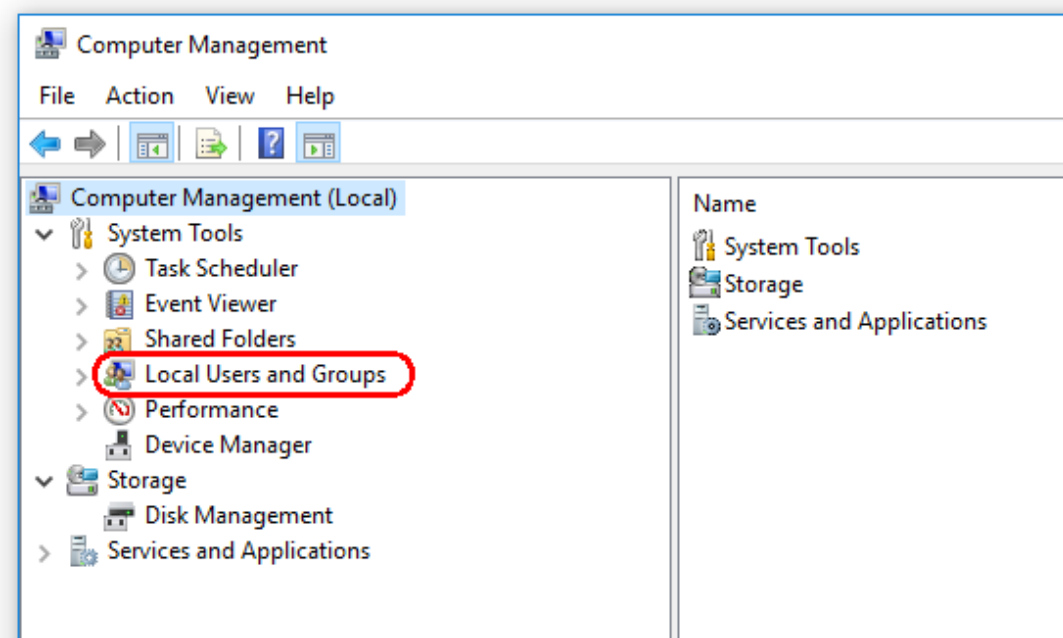 Computer Management
File Action View Help
Computer Management (Local)
System Tools
Task Scheduler
Event Viewer
Shared Folders
Local Users and Groups
Performance
Device Manager
Storage
Disk Management
Services and Applications
Name
System Tools
Storage
Services and Applications